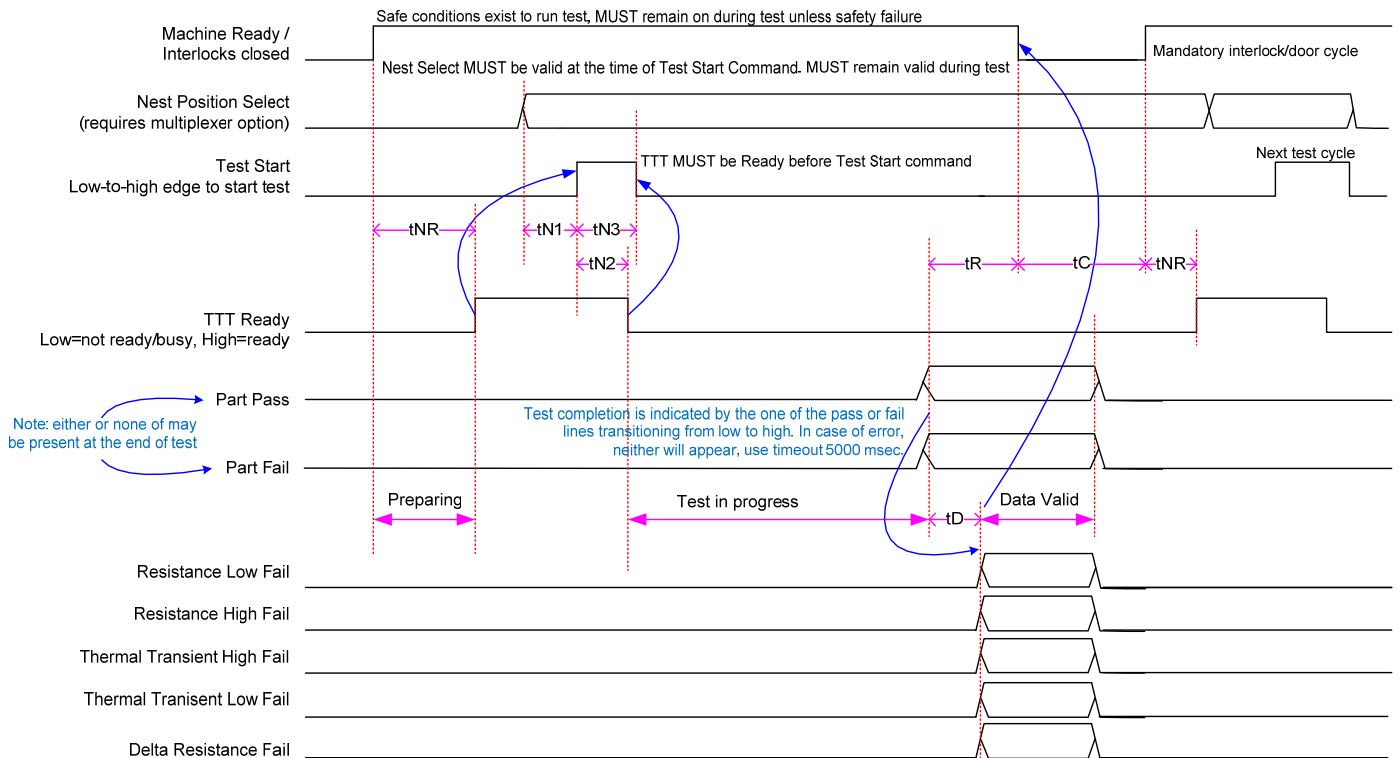 Safe conditions exist to run test, MUST remain on during test unless safety failure
Machine Ready /
Interlocks closed
Mandatory interlock/door cycle
Nest Select MUST be valid at the time of Test Start Command. MUST remain valid during test
Nest Position Select
(requires multiplexer option)
Test Start
Low-to-high edge to start test
TTT MUST be Ready before Test Start command
Next test cycle
tNR
tN1
tN3
tN2
tR
tC
tNR
TTT Ready
Low=not ready/busy, High=ready
Part Pass
Note: either or none of may
be present at the end of test
Test completion is indicated by the one of the pass or fail
lines transitioning from low to high. In case of error,
neither will appear, use timeout 5000 msec.
Part Fail
Preparing
Test in progress
tD
Data Valid
Resistance Low Fail
Resistance High Fail
Thermal Transient High Fail
Thermal Tranisent Low Fail
Delta Resistance Fail